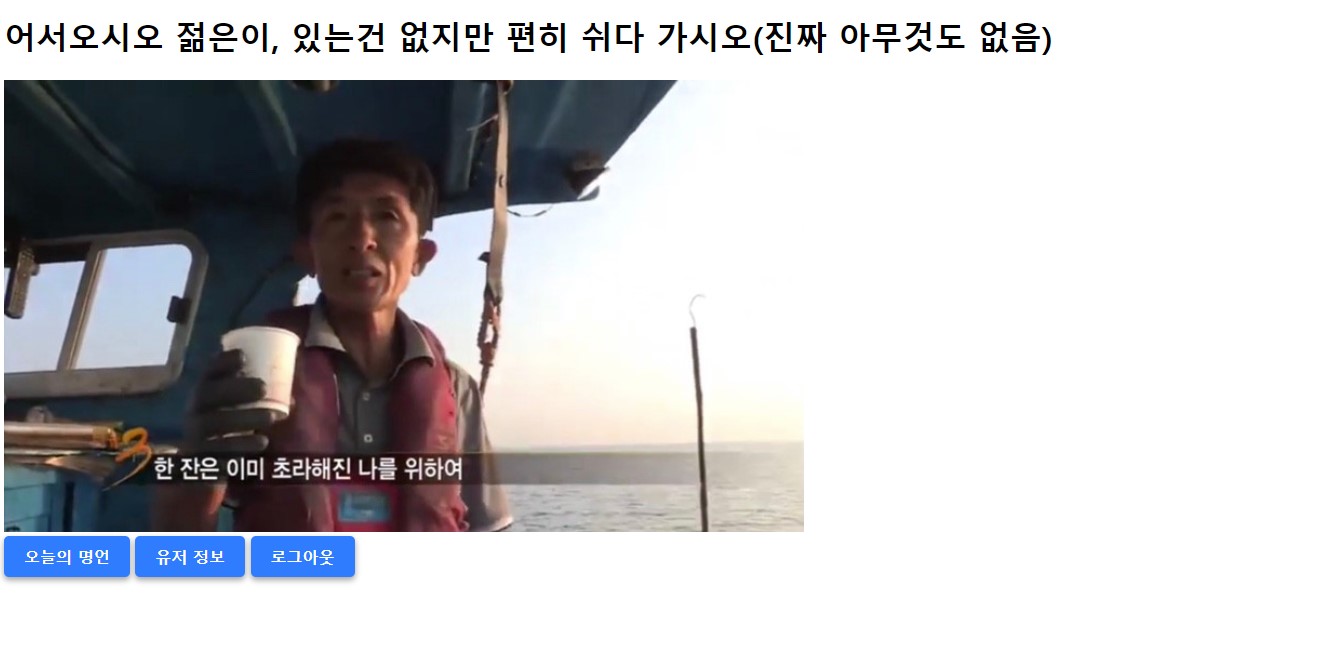 어서오시오 젊은이, 있는건 없지만 편히 쉬다 가시오(진짜 아무것도 없음)
3
한 잔은 이미 초라해진 나를 위하여
오늘의 명언 유저 정보 로그아웃